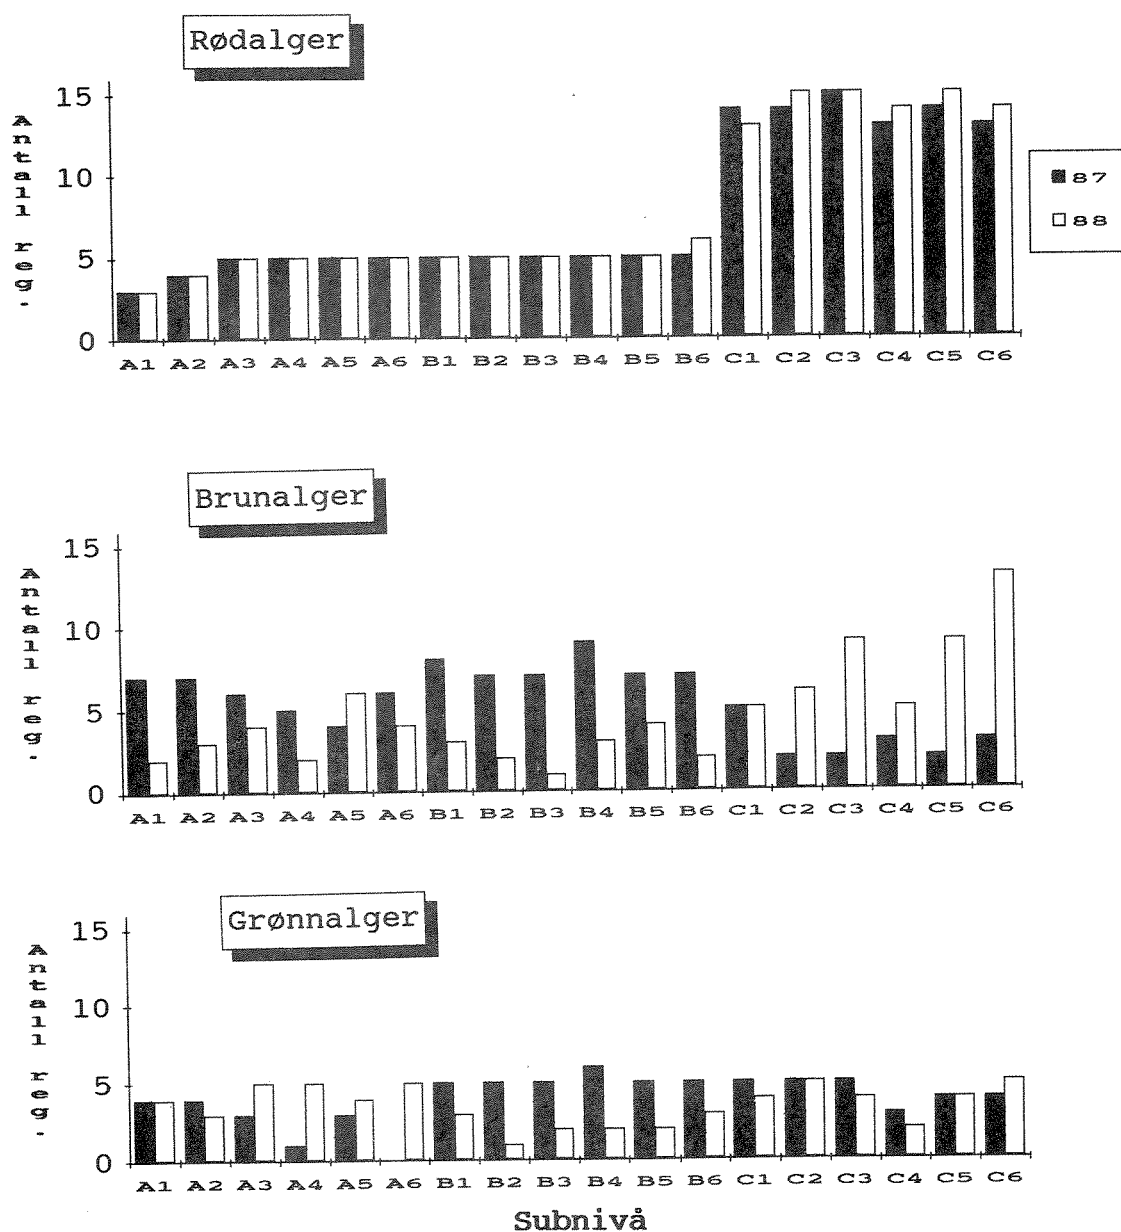 Rødalger
Antall reg.
15
10
5
0
A1 A2 A3 A4 A5 A6 B1 B2 B3 B4 B5 B6 C1 C2 C3 C4 C5 C6
87
88
Brunalger
Antall reg.
15
10
5
0
A1 A2 A3 A4 A5 A6 B1 B2 B3 B4 B5 B6 C1 C2 C3 C4 C5 C6
Grønnalger
Antall reg.
15
10
5
0
A1 A2 A3 A4 A5 A6 B1 B2 B3 B4 B5 B6 C1 C2 C3 C4 C5 C6
Subnivå